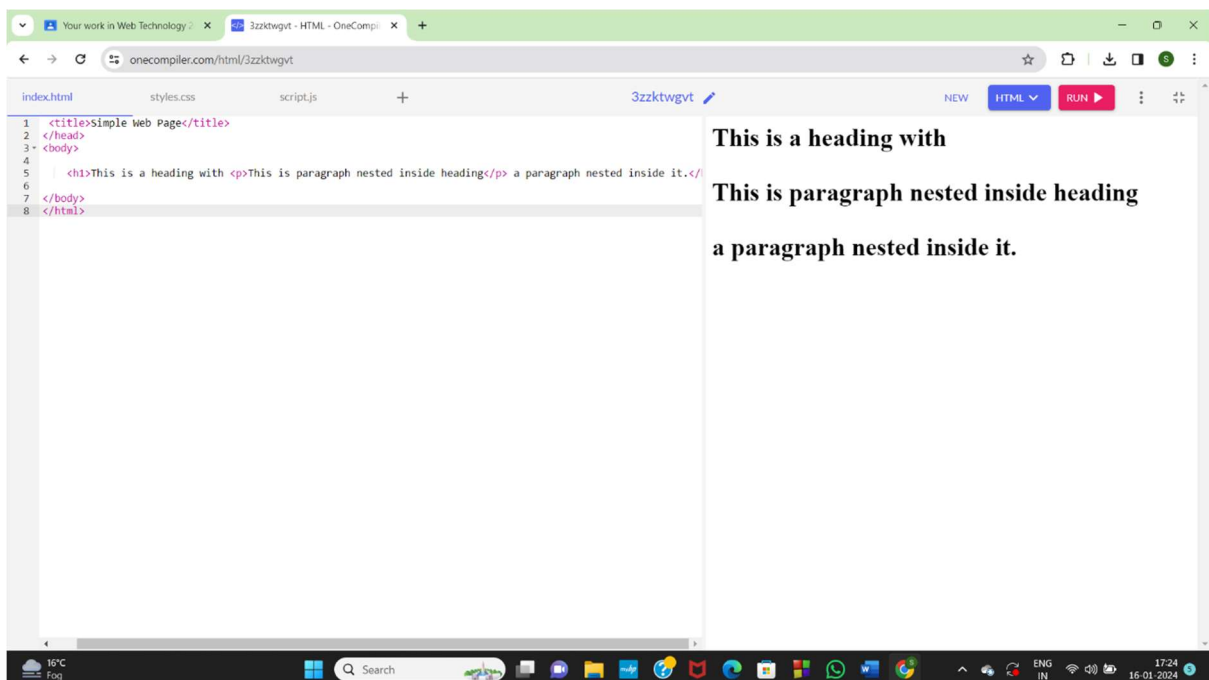 Your work in Web Technology 2
3zzktwgvt - HTML - OneCompil
onecompiler.com/html/3zzktwgvt
S
index.html styles.css script.js 3zzktwgvt NEW HTML RUN
1 <title>Simple Web Page</title>
2 </head>
3 <body>
4
5 <h1>This is a heading with <p>This is paragraph nested inside heading</p> a paragraph nested inside it.</
6
7 </body>
8 </html>
This is a heading with
This is paragraph nested inside heading
a paragraph nested inside it.
16°C
Fog
Search
ENG
IN
17:24
16-01-2024